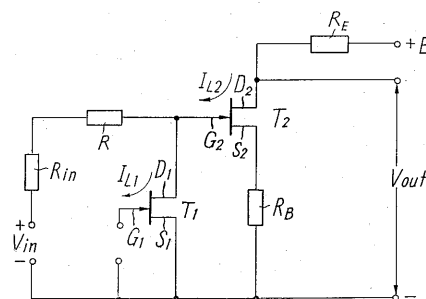 R_E
+ E
I_L2
D_2
T_2
R
G_2
S_2
I_L1
D_1
R_in
T_1
R_B
V_out
+
V_in
G_1
S_1
−
−